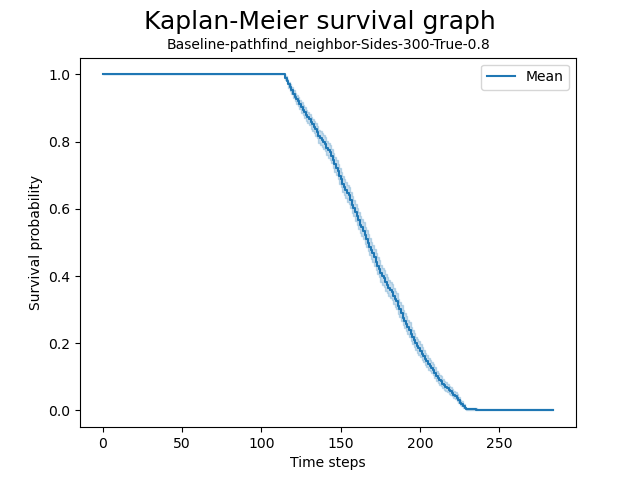 Kaplan-Meier survival graph
Baseline-pathfind_neighbor-Sides-300-True-0.8
Mean
Survival probability
1.0
0.8
0.6
0.4
0.2
0.0
0 50 100 150 200 250
Time steps